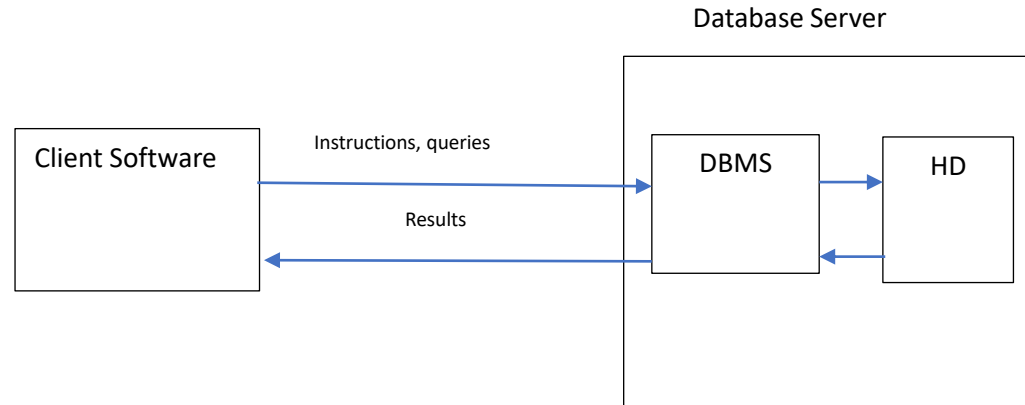 Database Server
Client Software
Instructions, queries
DBMS
HD
Results